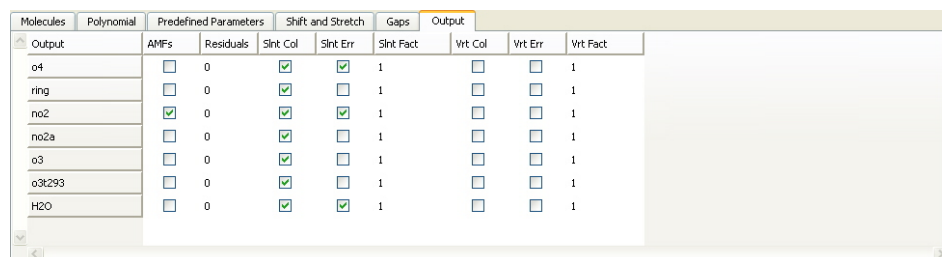 Molecules Polynomial Predefined Parameters Shift and Stretch Gaps Output
Output AMFs Residuals Slnt Col Slnt Err Slnt Fact Vrt Col Vrt Err Vrt Fact
o4 0 1 1
ring 0 1 1
no2 0 1 1
no2a 0 1 1
o3 0 1 1
o3t293 0 1 1
H2O 0 1 1